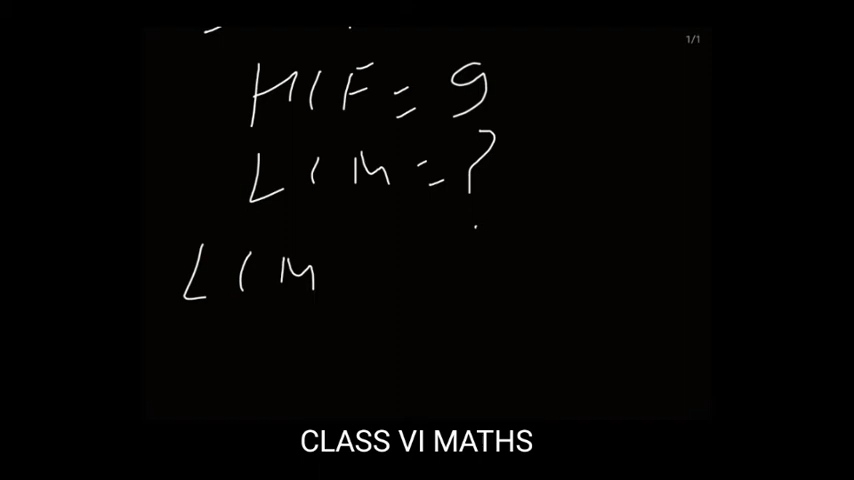 1/1
HCF = 9
LCM = ?
LCM
CLASS VI MATHS